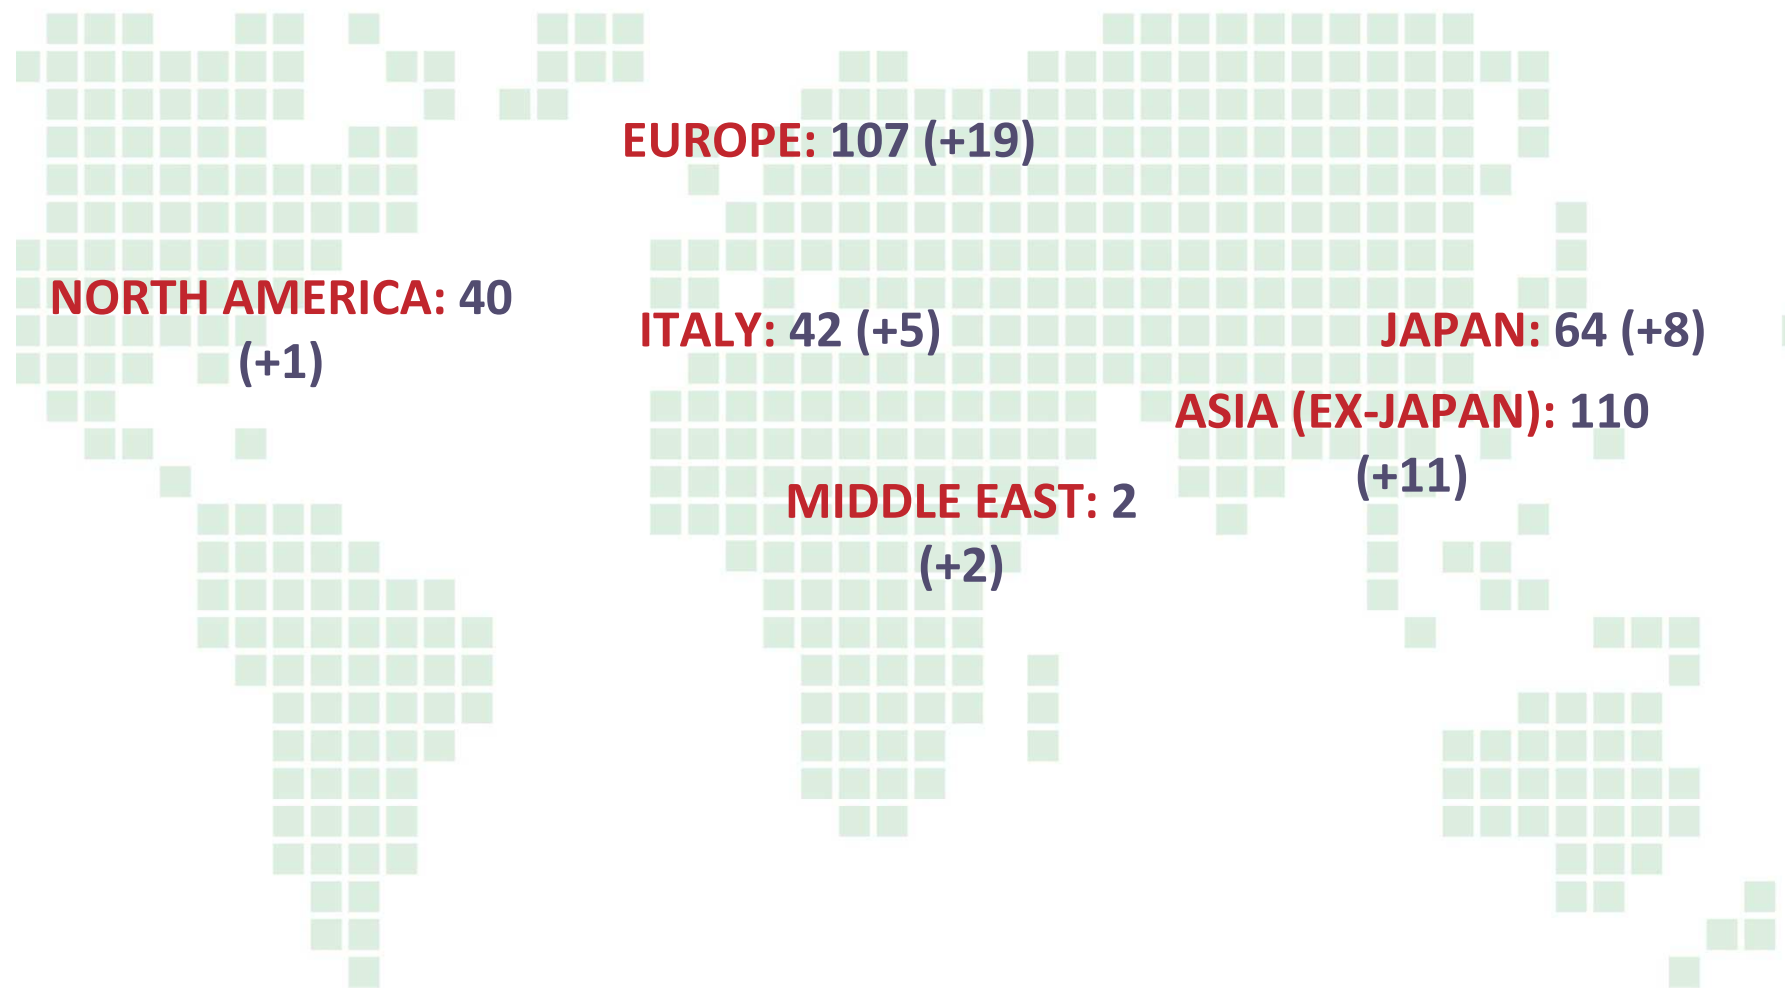 EUROPE: 107 (+19)
NORTH AMERICA: 40
(+1)
ITALY: 42 (+5)
JAPAN: 64 (+8)
ASIA (EX-JAPAN): 110
(+11)
MIDDLE EAST: 2
(+2)